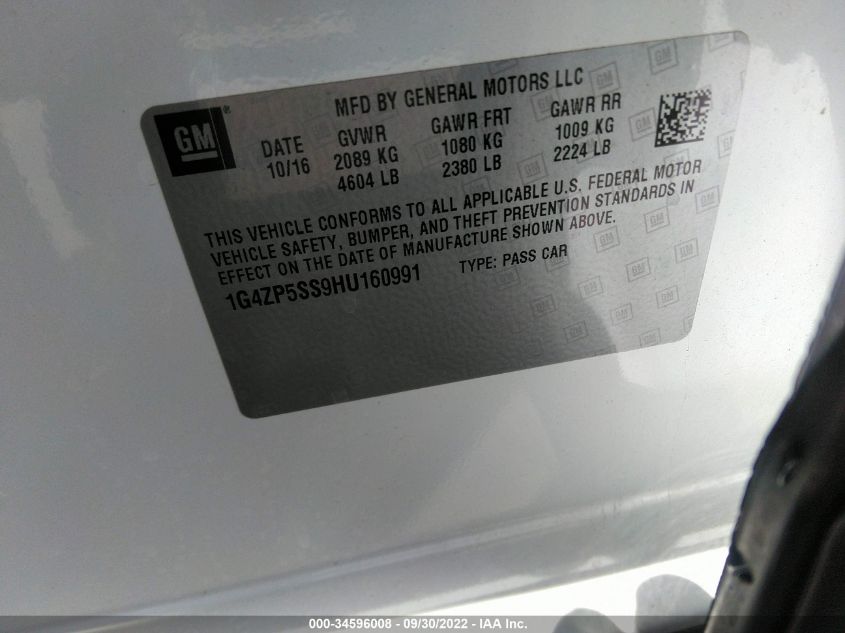 MFD BY GENERAL MOTORS LLC
GM®
DATE GVWR GAWR FRT GAWR RR
10/16 2089 KG 1080 KG 1009 KG
4604 LB 2380 LB 2224 LB
THIS VEHICLE CONFORMS TO ALL APPLICABLE U.S. FEDERAL MOTOR
VEHICLE SAFETY, BUMPER, AND THEFT PREVENTION STANDARDS IN
EFFECT ON THE DATE OF MANUFACTURE SHOWN ABOVE.
1G4ZP5SS9HU160991 TYPE: PASS CAR
000-34596008 - 09/30/2022 - IAA Inc.